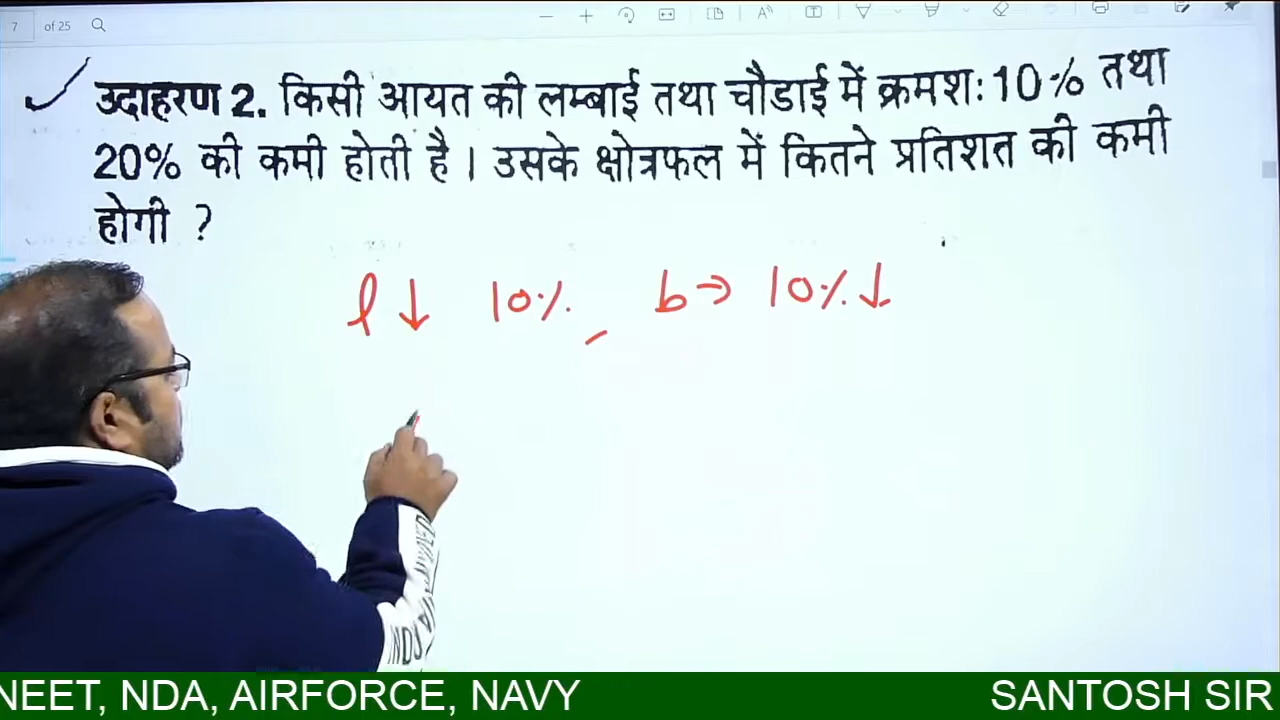 7 of 25
उदाहरण 2. किसी आयत की लम्बाई तथा चौडाई में क्रमशः 10% तथा
20% की कमी होती है । उसके क्षोत्रफल में कितने प्रतिशत की कमी
होगी ?
l ↓ 10% b → 10% ↓
NEET, NDA, AIRFORCE, NAVY SANTOSH SIR